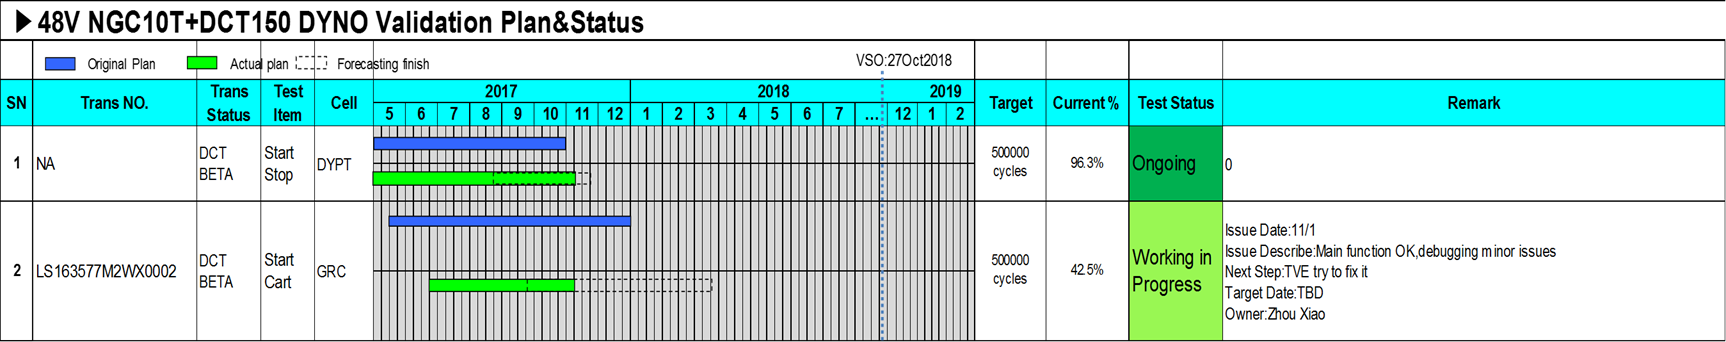 48V NGC10T+DCT150 DYNO Validation Plan&Status
Original Plan Actual plan Forecasting finish VSO:27Oct2018
SN Trans NO. Trans Status Test Item Cell 2017 2018 2019 Target Current% Test Status Remark
5 6 7 8 9 10 11 12 1 2 3 4 5 6 7 ... 12 1 2
1 NA DCT BETA Start Stop DYPT 500000 cycles 96.3% Ongoing 0
2 LS163577M2WX0002 DCT BETA Start Cart GRC 500000 cycles 42.5% Working in Progress
Issue Date:11/1
Issue Describe:Main function OK,debugging minor issues
Next Step:TVE try to fix it
Target Date:TBD
Owner:Zhou Xiao